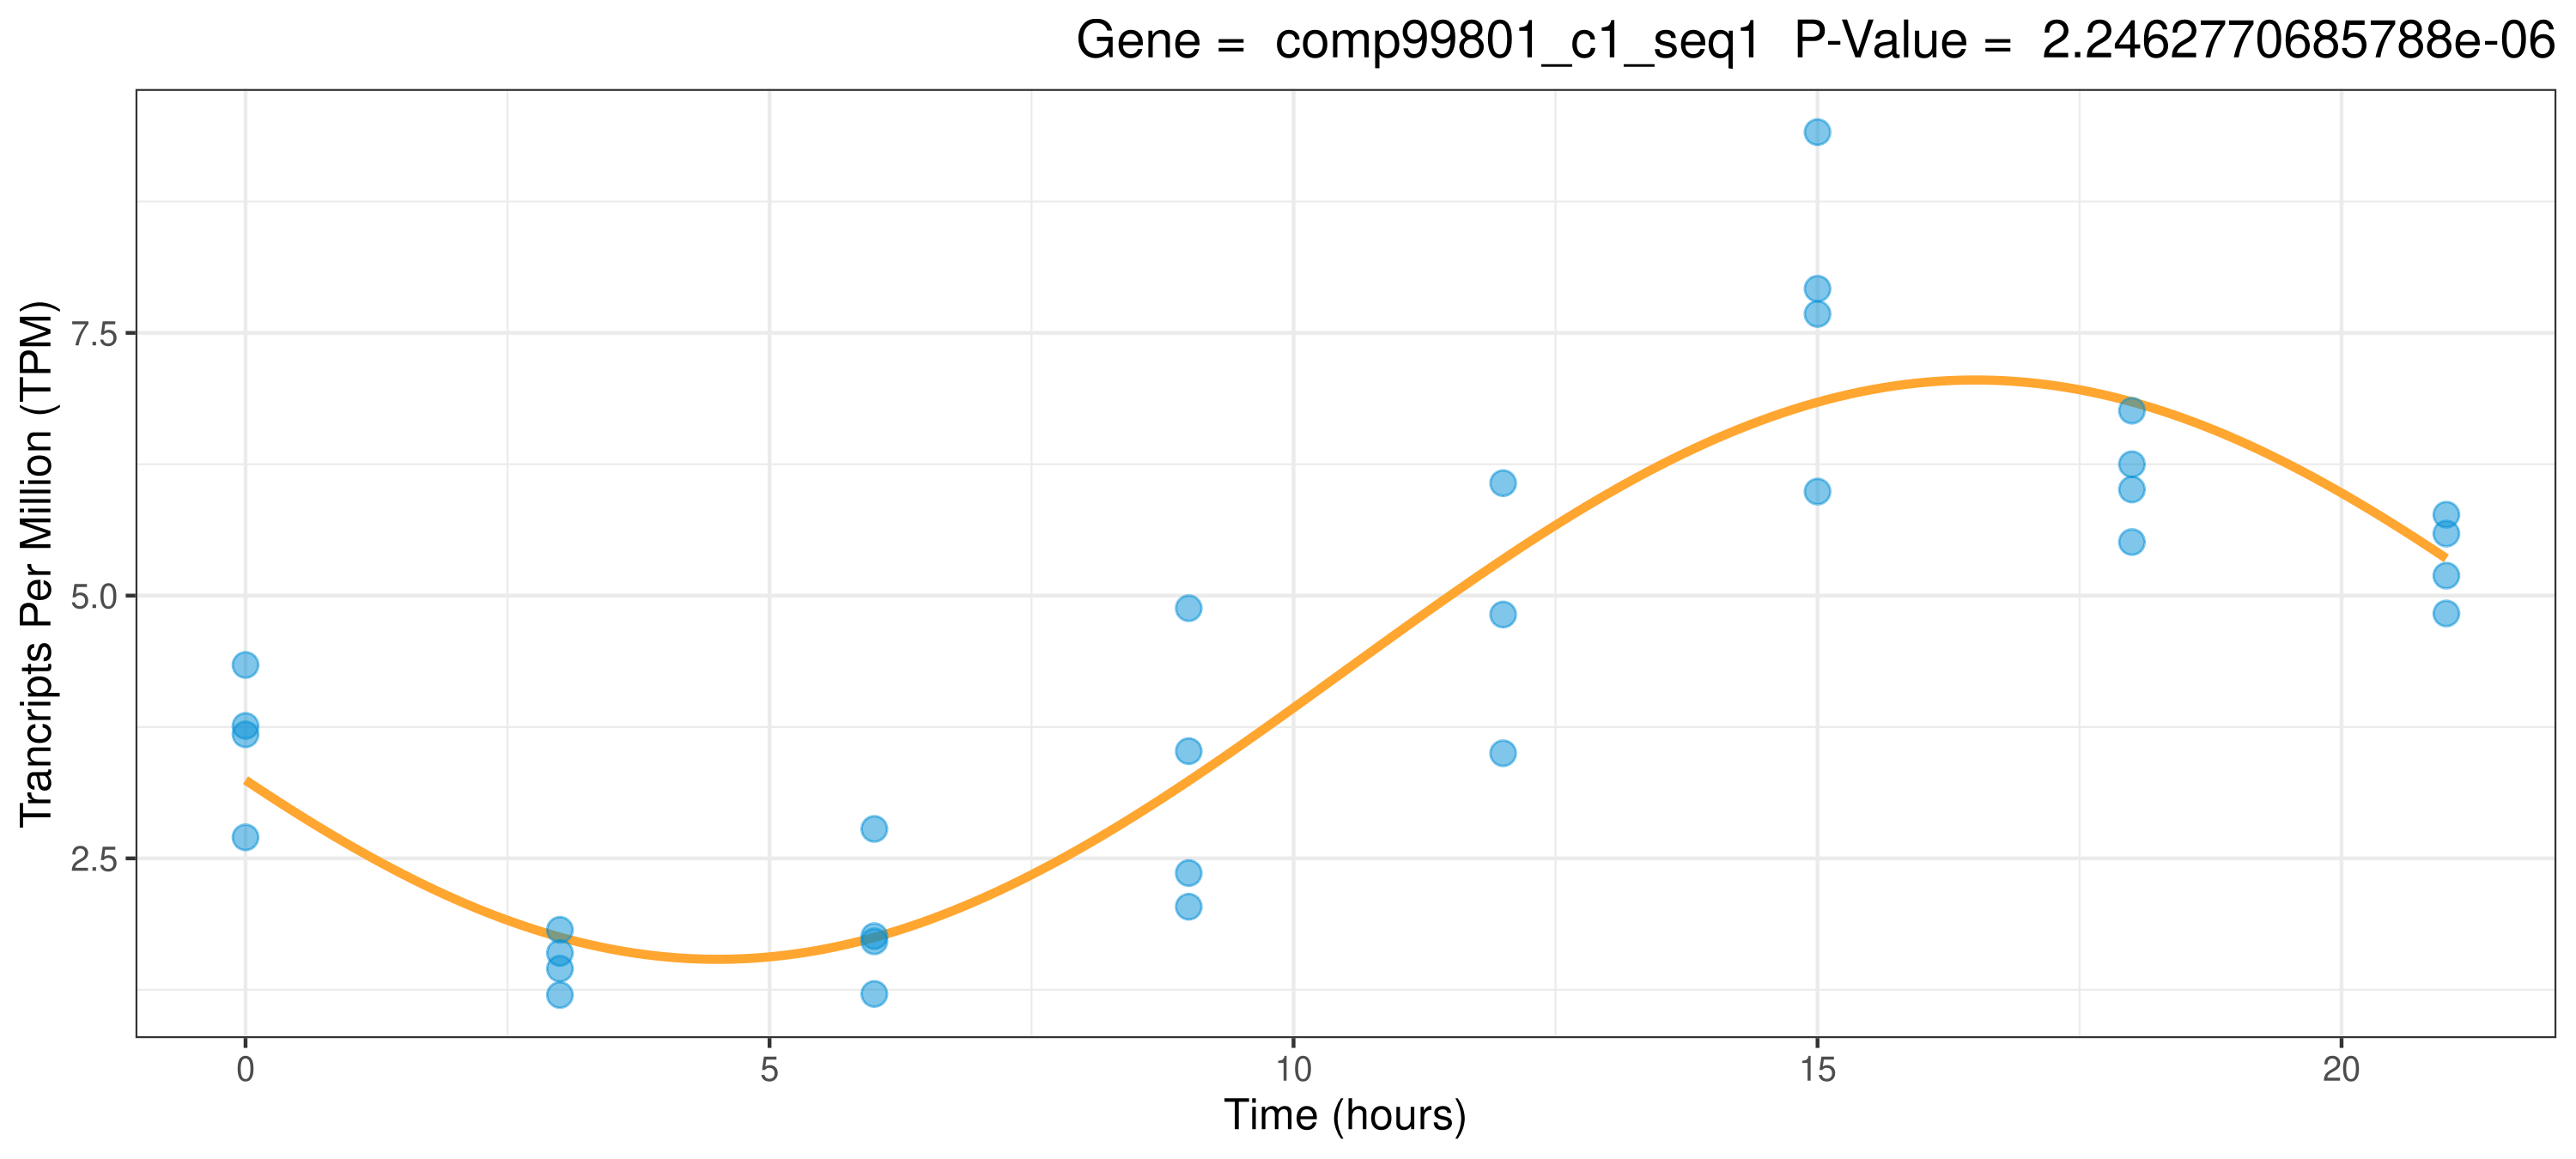 Gene =  comp99801_c1_seq1  P-Value =  2.2462770685788e-06
Trancripts Per Million (TPM)
7.5
5.0
2.5
0 5 10 15 20
Time (hours)